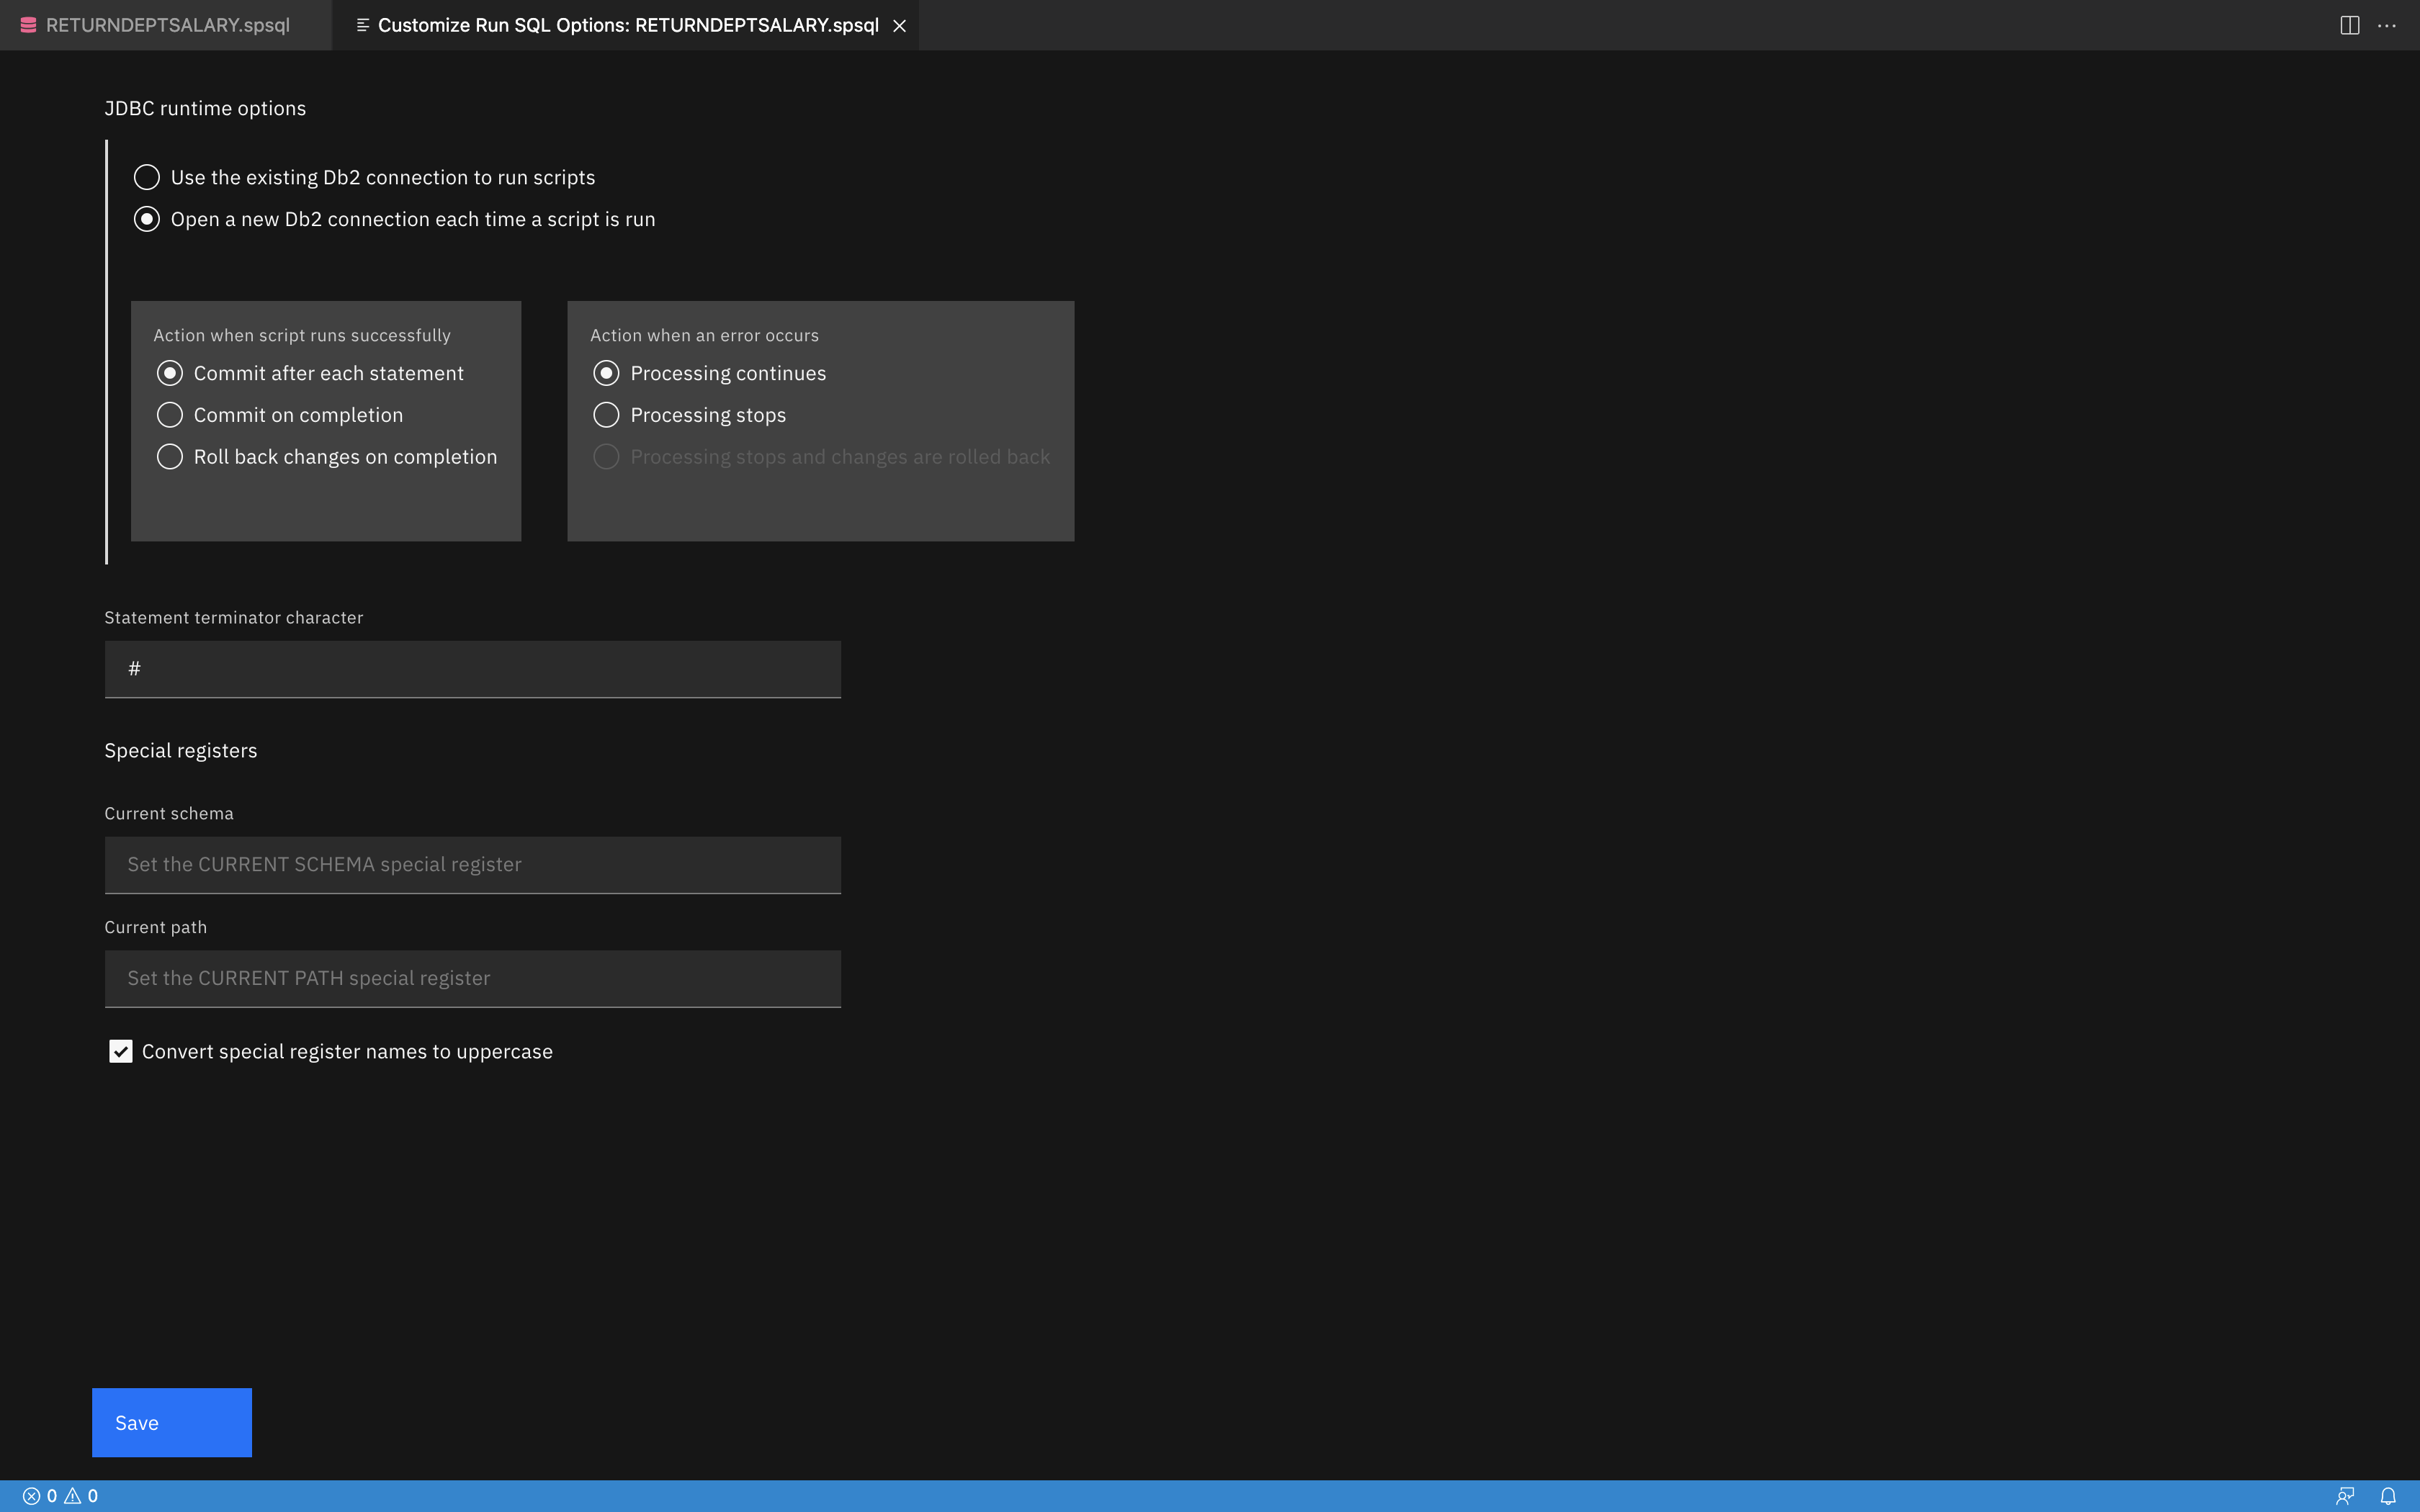 RETURNDEPTSALARY.spsql
Customize Run SQL Options: RETURNDEPTSALARY.spsql
JDBC runtime options
Use the existing Db2 connection to run scripts
Open a new Db2 connection each time a script is run
Action when script runs successfully
Commit after each statement
Commit on completion
Roll back changes on completion
Action when an error occurs
Processing continues
Processing stops
Processing stops and changes are rolled back
Statement terminator character
#
Special registers
Current schema
Set the CURRENT SCHEMA special register
Current path
Set the CURRENT PATH special register
Convert special register names to uppercase
Save
0 0